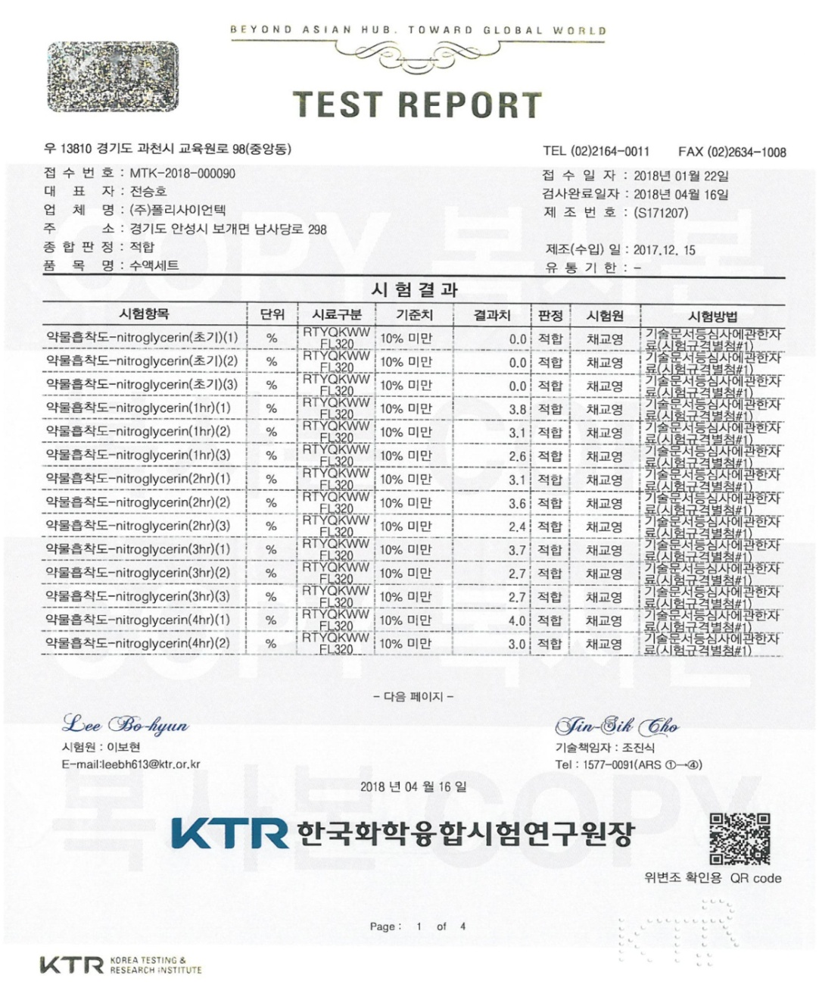 BEYOND ASIAN HUB, TOWARD GLOBAL WORLD
KTR
TEST REPORT
우 13810 경기도 과천시 교육원로 98(중앙동) TEL (02)2164-0011 FAX (02)2634-1008
접 수 번 호 : MTK-2018-000090 접 수 일 자 : 2018년 01월 22일
대 표 자 : 전승호 검사완료일자 : 2018년 04월 16일
업 체 명 : (주)폴리사이언텍 제 조 번 호 : (S171207)
주 소 : 경기도 안성시 보개면 남사당로 298
종 합 판 정 : 적합 제조(수입) 일 : 2017.12. 15
품 목 명 : 수액세트 유 통 기 한 : -
시험결과
시험항목 단위 시료구분 기준치 결과치 판정 시험원 시험방법
약물흡착도-nitroglycerin(초기)(1) % RTYQKWWFL320 10% 미만 0.0 적합 채교영 기술문서등심사에관한자료(시험규격별첨#1)
약물흡착도-nitroglycerin(초기)(2) % RTYQKWWFL320 10% 미만 0.0 적합 채교영 기술문서등심사에관한자료(시험규격별첨#1)
약물흡착도-nitroglycerin(초기)(3) % RTYQKWWFL320 10% 미만 0.0 적합 채교영 기술문서등심사에관한자료(시험규격별첨#1)
약물흡착도-nitroglycerin(1hr)(1) % RTYQKWWFL320 10% 미만 3.8 적합 채교영 기술문서등심사에관한자료(시험규격별첨#1)
약물흡착도-nitroglycerin(1hr)(2) % RTYQKWWFL320 10% 미만 3.1 적합 채교영 기술문서등심사에관한자료(시험규격별첨#1)
약물흡착도-nitroglycerin(1hr)(3) % RTYQKWWFL320 10% 미만 2.6 적합 채교영 기술문서등심사에관한자료(시험규격별첨#1)
약물흡착도-nitroglycerin(2hr)(1) % RTYQKWWFL320 10% 미만 3.1 적합 채교영 기술문서등심사에관한자료(시험규격별첨#1)
약물흡착도-nitroglycerin(2hr)(2) % RTYQKWWFL320 10% 미만 3.6 적합 채교영 기술문서등심사에관한자료(시험규격별첨#1)
약물흡착도-nitroglycerin(2hr)(3) % RTYQKWWFL320 10% 미만 2.4 적합 채교영 기술문서등심사에관한자료(시험규격별첨#1)
약물흡착도-nitroglycerin(3hr)(1) % RTYQKWWFL320 10% 미만 3.7 적합 채교영 기술문서등심사에관한자료(시험규격별첨#1)
약물흡착도-nitroglycerin(3hr)(2) % RTYQKWWFL320 10% 미만 2.7 적합 채교영 기술문서등심사에관한자료(시험규격별첨#1)
약물흡착도-nitroglycerin(3hr)(3) % RTYQKWWFL320 10% 미만 2.7 적합 채교영 기술문서등심사에관한자료(시험규격별첨#1)
약물흡착도-nitroglycerin(4hr)(1) % RTYQKWWFL320 10% 미만 4.0 적합 채교영 기술문서등심사에관한자료(시험규격별첨#1)
약물흡착도-nitroglycerin(4hr)(2) % RTYQKWWFL320 10% 미만 3.0 적합 채교영 기술문서등심사에관한자료(시험규격별첨#1)
- 다음 페이지 -
Lee Bo-hyun Jin-Sik Cho
시험원 : 이보현 기술책임자 : 조진식
E-mail:leebh613@ktr.or.kr Tel : 1577-0091(ARS ①→④)
2018 년 04 월 16 일
KTR 한국화학융합시험연구원장
복사본 COPY
위변조 확인용 QR code
Page : 1 of 4
KTR
KTR KOREA TESTING &
RESEARCH INSTITUTE